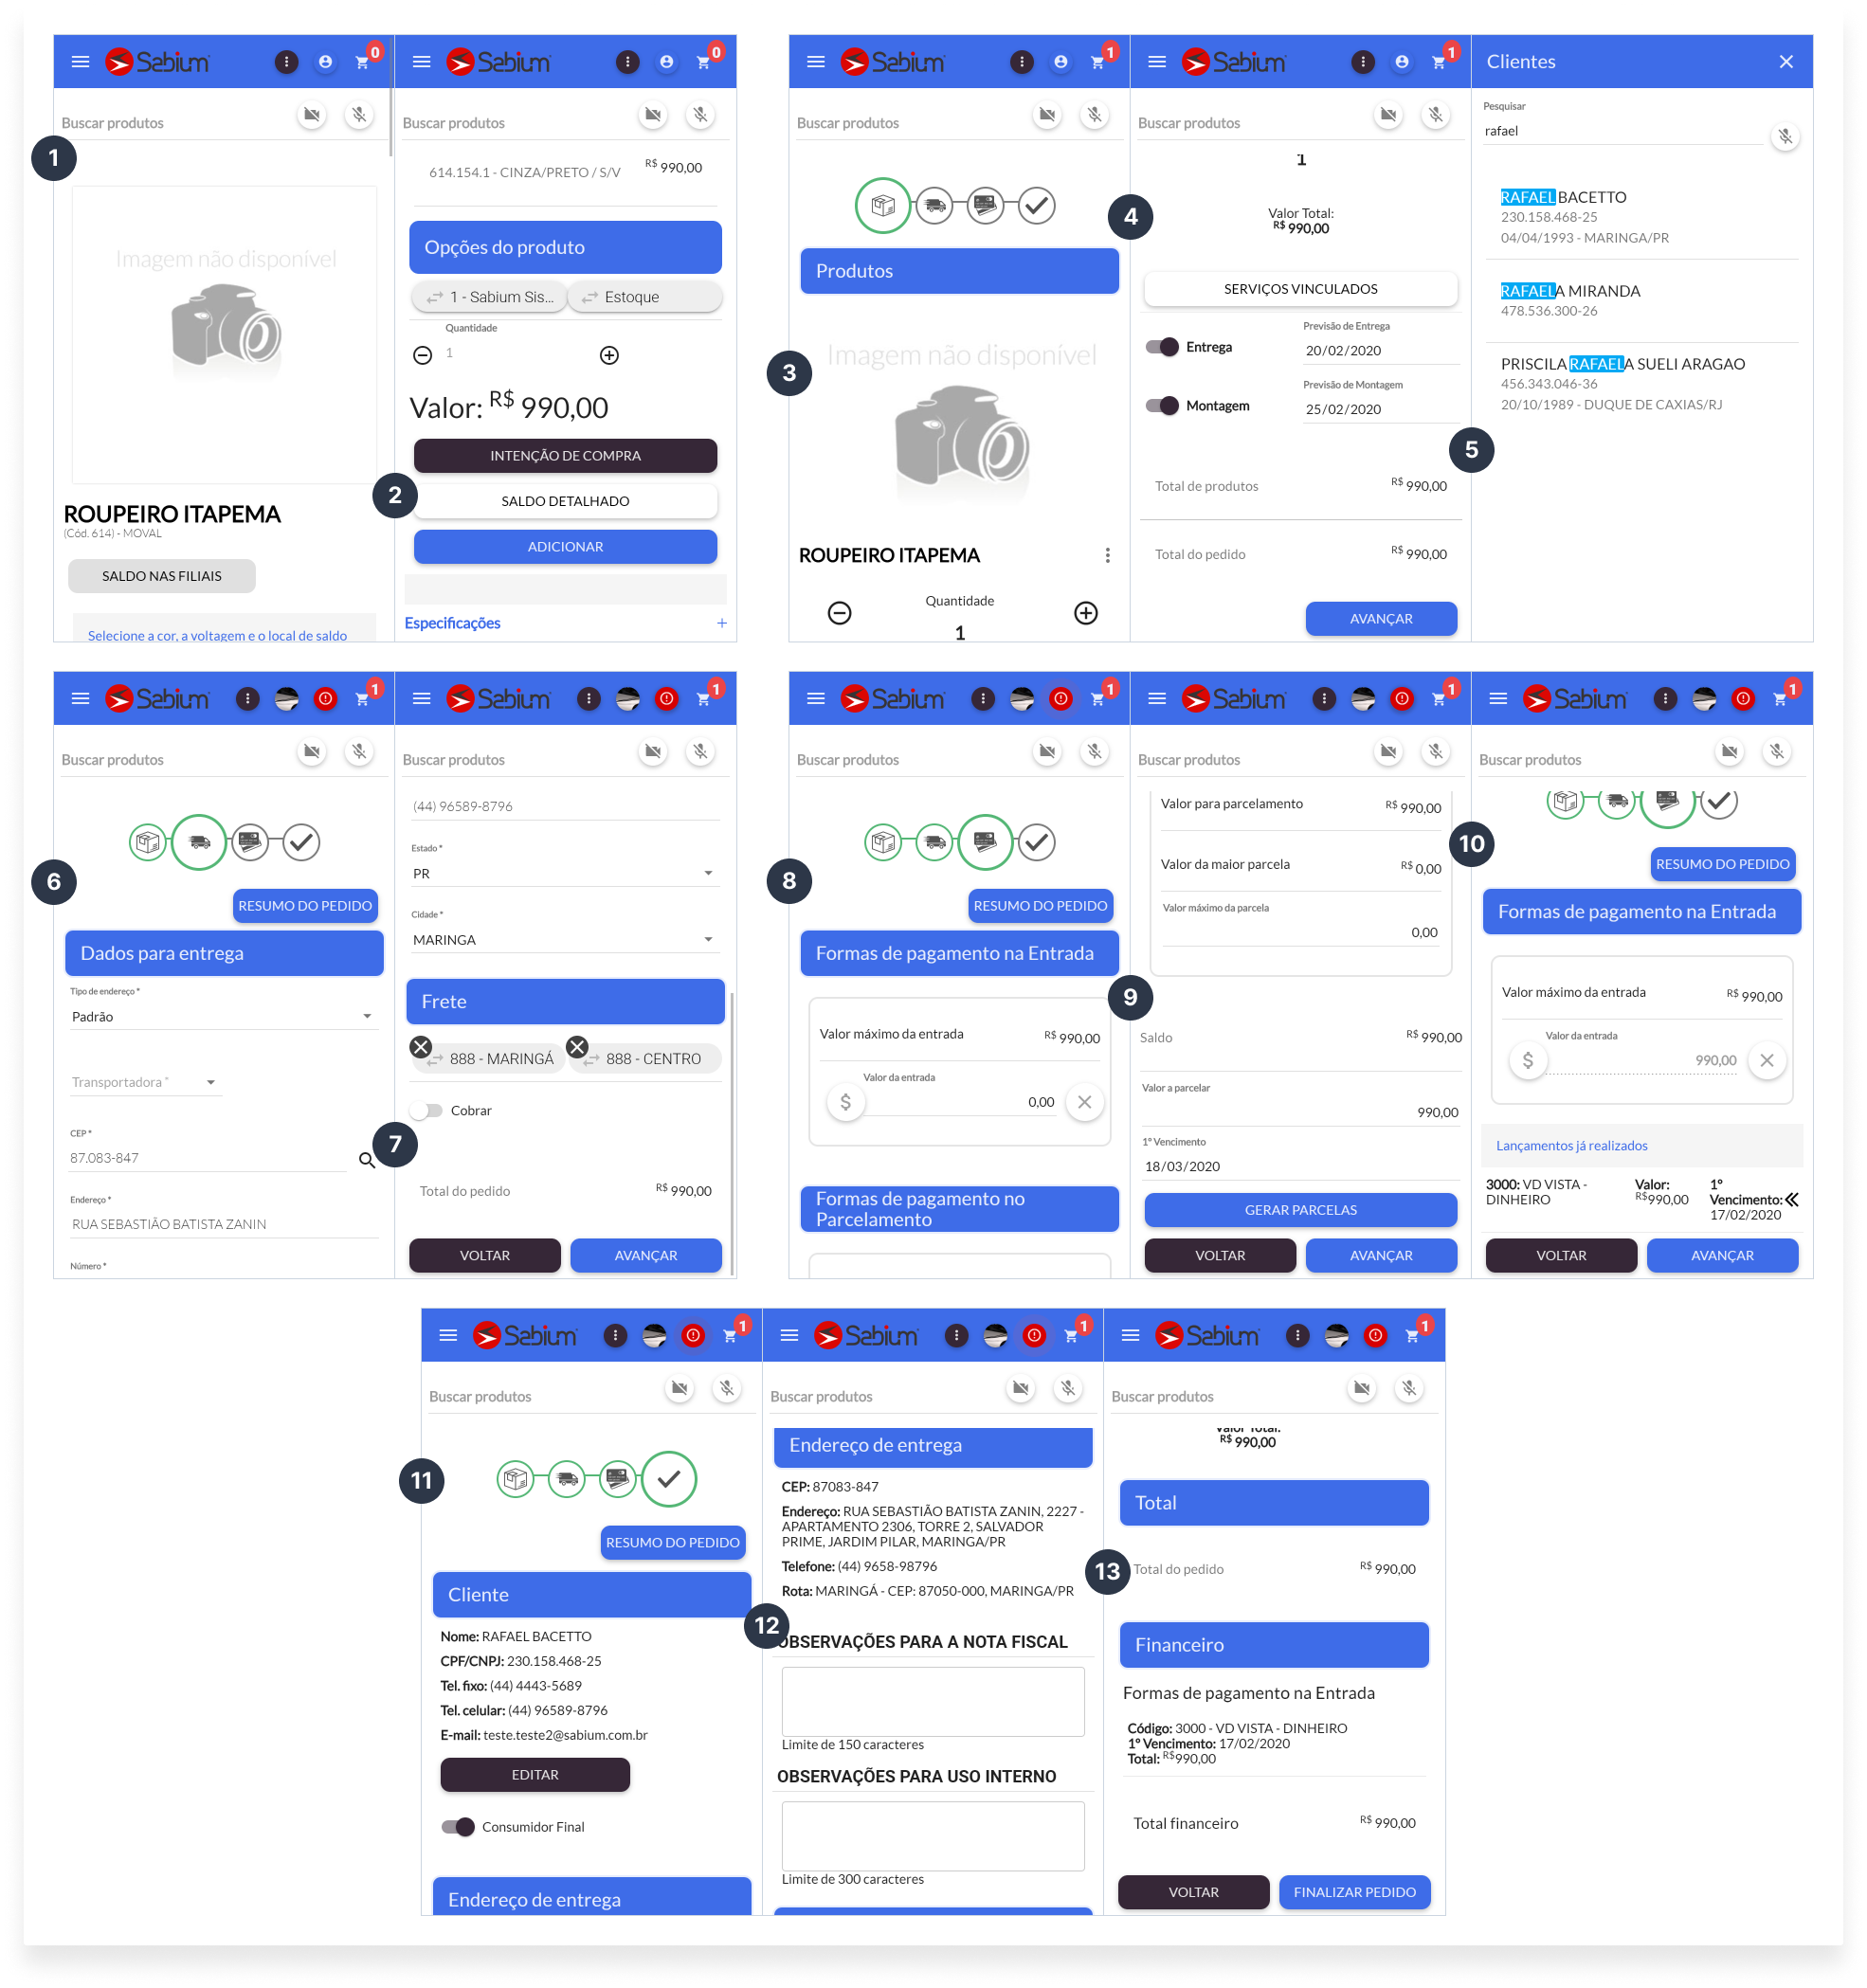 Sabium
0
Buscar produtos
1
Imagem não disponível
ROUPEIRO ITAPEMA
(Cód. 614) - MOVAL
SALDO NAS FILIAIS
Selecione a cor, a voltagem e o local de saldo
Sabium
0
Buscar produtos
614.154.1 - CINZA/PRETO / S/V R$ 990,00
Opções do produto
1 - Sabium Sis... Estoque
Quantidade
1
Valor: R$ 990,00
INTENÇÃO DE COMPRA
2
SALDO DETALHADO
ADICIONAR
Especificações +
Sabium
1
Buscar produtos
Produtos
3
Imagem não disponível
ROUPEIRO ITAPEMA
Quantidade
1
Sabium
1
Buscar produtos
1
4
Valor Total:
R$ 990,00
SERVIÇOS VINCULADOS
Previsão de Entrega
Entrega 20/02/2020
Previsão de Montagem
Montagem 25/02/2020
Total de produtos R$ 990,00
Total do pedido R$ 990,00
AVANÇAR
Clientes
Pesquisar
rafael
RAFAEL BACETTO
230.158.468-25
04/04/1993 - MARINGA/PR
RAFAELA MIRANDA
478.536.300-26
PRISCILA RAFAELA SUELI ARAGAO
456.343.046-36
20/10/1989 - DUQUE DE CAXIAS/RJ
5
Sabium
1
Buscar produtos
6
RESUMO DO PEDIDO
Dados para entrega
Tipo de endereço *
Padrão
Transportadora *
CEP *
87.083-847
Endereço *
RUA SEBASTIÃO BATISTA ZANIN
Número *
Sabium
1
Buscar produtos
(44) 96589-8796
Estado *
PR
Cidade *
MARINGA
Frete
888 - MARINGÁ 888 - CENTRO
Cobrar
7
Total do pedido R$ 990,00
VOLTAR AVANÇAR
Sabium
1
Buscar produtos
8
RESUMO DO PEDIDO
Formas de pagamento na Entrada
Valor máximo da entrada R$ 990,00
Valor da entrada
$ 0,00
Formas de pagamento no
Parcelamento
Sabium
1
Buscar produtos
Valor para parcelamento R$ 990,00
Valor da maior parcela R$ 0,00
Valor máximo da parcela
0,00
9
Saldo R$ 990,00
Valor a parcelar
990,00
1º Vencimento
18/03/2020
GERAR PARCELAS
VOLTAR AVANÇAR
Sabium
1
Buscar produtos
10
RESUMO DO PEDIDO
Formas de pagamento na Entrada
Valor máximo da entrada R$ 990,00
Valor da entrada
$ 990,00
Lançamentos já realizados
3000: VD VISTA - Valor: 1º
DINHEIRO R$990,00 Vencimento:
17/02/2020
VOLTAR AVANÇAR
Sabium
1
Buscar produtos
11
RESUMO DO PEDIDO
Cliente
Nome: RAFAEL BACETTO
CPF/CNPJ: 230.158.468-25
Tel. fixo: (44) 4443-5689
Tel. celular: (44) 96589-8796
E-mail: teste.teste2@sabium.com.br
EDITAR
Consumidor Final
Endereço de entrega
Sabium
1
Buscar produtos
Endereço de entrega
CEP: 87083-847
Endereço: RUA SEBASTIÃO BATISTA ZANIN, 2227 -
APARTAMENTO 2306, TORRE 2, SALVADOR
PRIME, JARDIM PILAR, MARINGA/PR
Telefone: (44) 9658-98796
Rota: MARINGÁ - CEP: 87050-000, MARINGA/PR
12
OBSERVAÇÕES PARA A NOTA FISCAL
Limite de 150 caracteres
OBSERVAÇÕES PARA USO INTERNO
Limite de 300 caracteres
Sabium
1
Buscar produtos
Valor Total:
R$ 990,00
Total
13
Total do pedido R$ 990,00
Financeiro
Formas de pagamento na Entrada
Código: 3000 - VD VISTA - DINHEIRO
1º Vencimento: 17/02/2020
Total: R$990,00
Total financeiro R$ 990,00
VOLTAR FINALIZAR PEDIDO